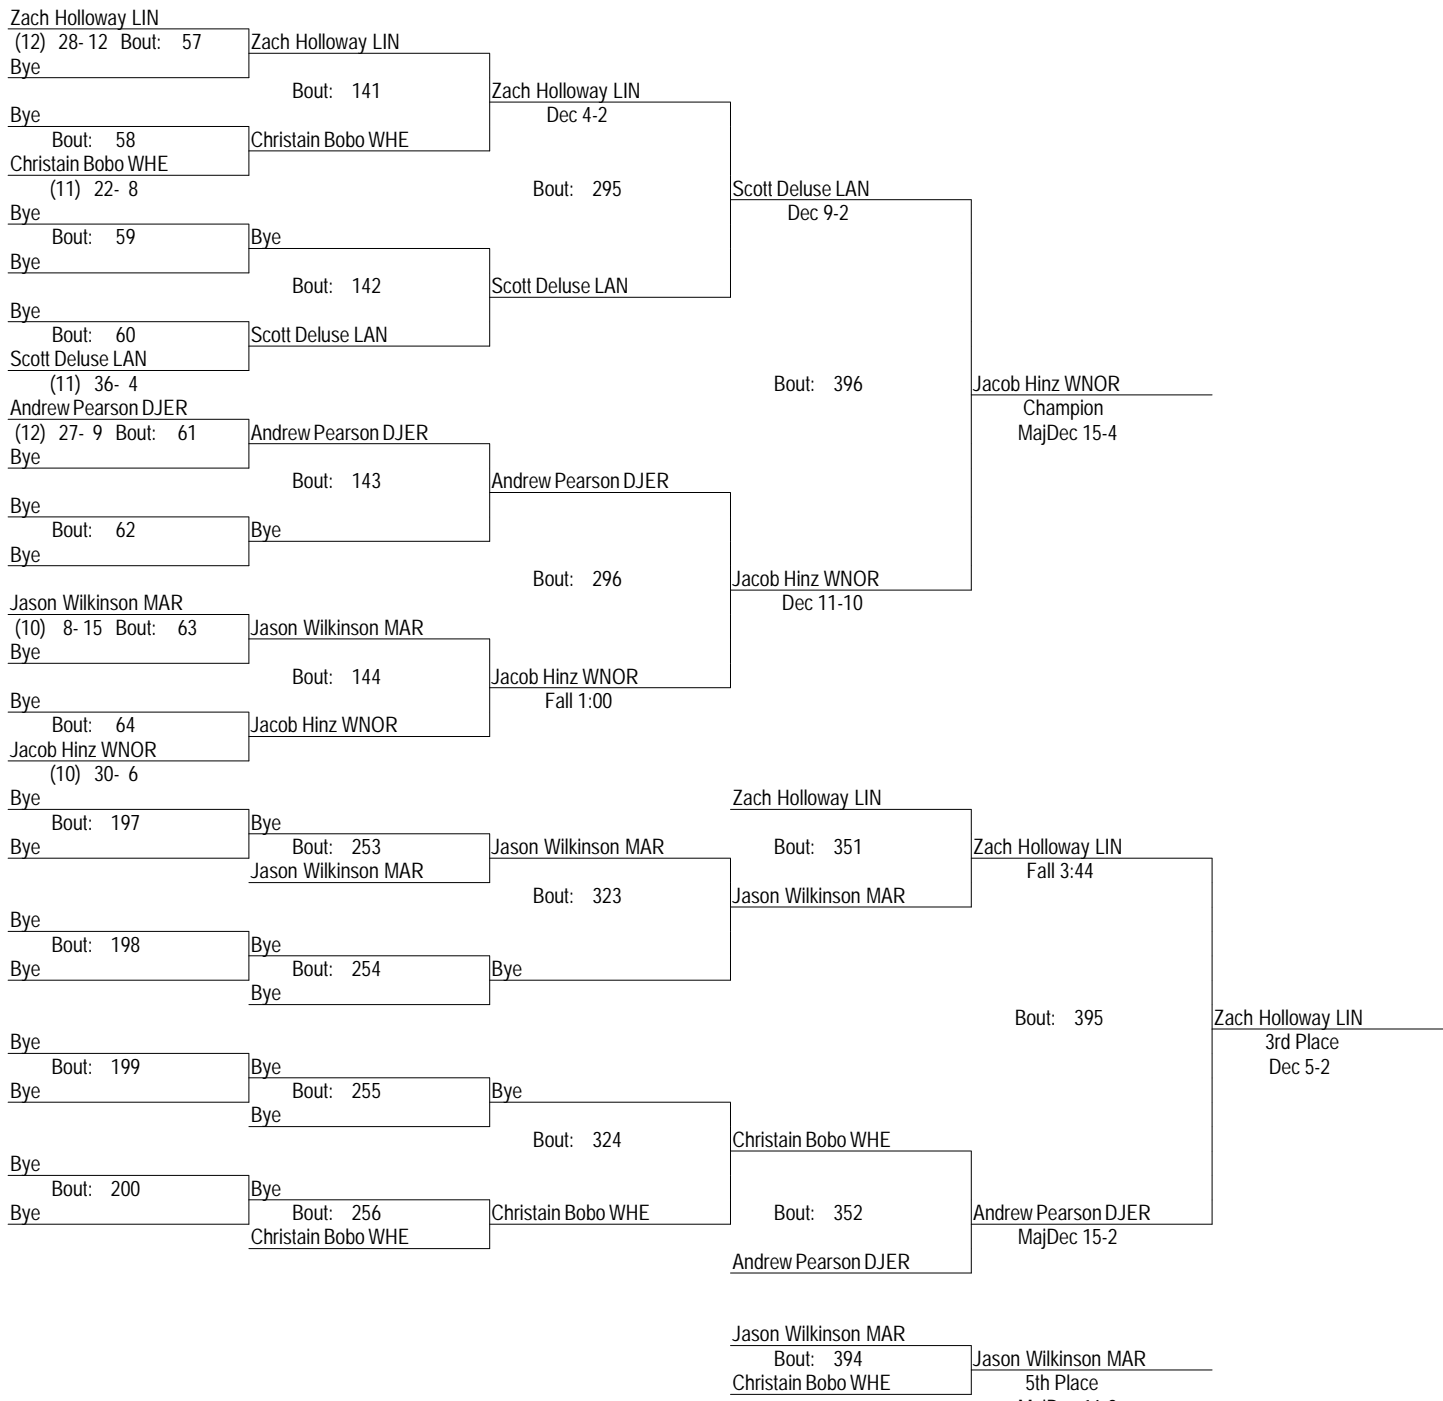 Zach Holloway LIN
(12) 28- 12 Bout: 57
Bye
Zach Holloway LIN
Bout: 141
Zach Holloway LIN
Dec 4-2
Bye
Bout: 58
Christain Bobo WHE
Christain Bobo WHE
(11) 22- 8
Bout: 295
Scott Deluse LAN
Dec 9-2
Bye
Bout: 59
Bye
Bye
Bout: 142
Scott Deluse LAN
Bye
Bout: 60
Scott Deluse LAN
Scott Deluse LAN
(11) 36- 4
Bout: 396
Jacob Hinz WNOR
Champion
MajDec 15-4
Andrew Pearson DJER
(12) 27- 9 Bout: 61
Bye
Andrew Pearson DJER
Bout: 143
Andrew Pearson DJER
Bye
Bout: 62
Bye
Bye
Bout: 296
Jacob Hinz WNOR
Dec 11-10
Jason Wilkinson MAR
(10) 8- 15 Bout: 63
Bye
Jason Wilkinson MAR
Bout: 144
Jacob Hinz WNOR
Fall 1:00
Bye
Bout: 64
Jacob Hinz WNOR
Jacob Hinz WNOR
(10) 30- 6
Bye
Bout: 197
Bye
Bye
Bout: 253
Jason Wilkinson MAR
Jason Wilkinson MAR
Bout: 323
Zach Holloway LIN
Bout: 351
Jason Wilkinson MAR
Zach Holloway LIN
Fall 3:44
Bye
Bout: 198
Bye
Bye
Bout: 254
Bye
Bye
Bout: 395
Zach Holloway LIN
3rd Place
Dec 5-2
Bye
Bout: 199
Bye
Bye
Bout: 255
Bye
Bye
Bout: 324
Christain Bobo WHE
Bye
Bout: 200
Bye
Bye
Bout: 256
Christain Bobo WHE
Christain Bobo WHE
Bout: 352
Andrew Pearson DJER
Andrew Pearson DJER
MajDec 15-2
Jason Wilkinson MAR
Bout: 394
Christain Bobo WHE
Jason Wilkinson MAR
5th Place